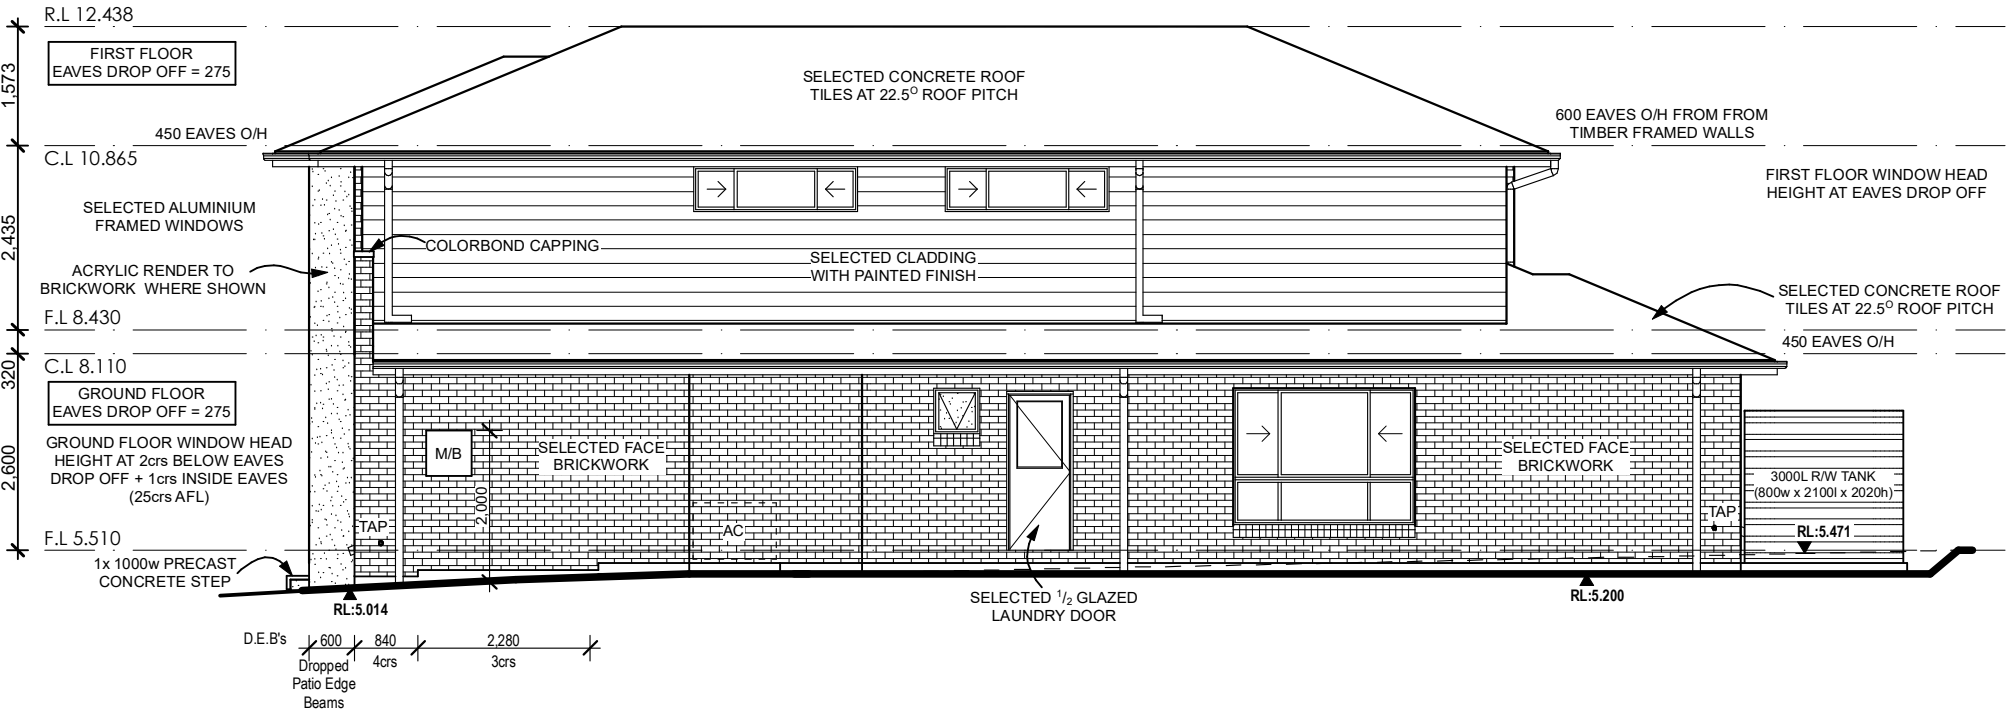 R.L 12.438
FIRST FLOOR
EAVES DROP OFF = 275
1,573
SELECTED CONCRETE ROOF
TILES AT 22.5O ROOF PITCH
450 EAVES O/H
600 EAVES O/H FROM FROM
TIMBER FRAMED WALLS
C.L 10.865
FIRST FLOOR WINDOW HEAD
HEIGHT AT EAVES DROP OFF
2,435
SELECTED ALUMINIUM
FRAMED WINDOWS
COLORBOND CAPPING
SELECTED CLADDING
WITH PAINTED FINISH
ACRYLIC RENDER TO
BRICKWORK WHERE SHOWN
SELECTED CONCRETE ROOF
TILES AT 22.5O ROOF PITCH
F.L 8.430
320
450 EAVES O/H
C.L 8.110
GROUND FLOOR
EAVES DROP OFF = 275
2,600
GROUND FLOOR WINDOW HEAD
HEIGHT AT 2crs BELOW EAVES
DROP OFF + 1crs INSIDE EAVES
(25crs AFL)
M/B
2,000
SELECTED FACE
BRICKWORK
SELECTED FACE
BRICKWORK
3000L R/W TANK
(800w x 2100l x 2020h)
TAP
AC
TAP
RL:5.471
F.L 5.510
1x 1000w PRECAST
CONCRETE STEP
RL:5.014
SELECTED 1/2 GLAZED
LAUNDRY DOOR
RL:5.200
D.E.B's
600
840
2,280
Dropped
Patio Edge
Beams
4crs
3crs